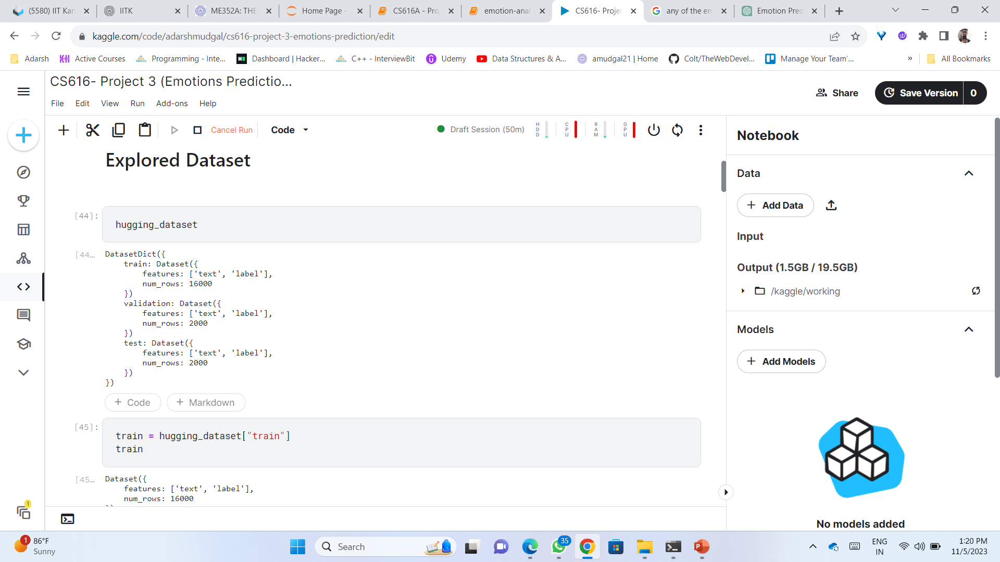 (5580) IIT Kan
IITK
ME352A: THE
Home Page -
CS616A - Proj
emotion-anal
CS616- Projec
any of the em
Emotion Pred
kaggle.com/code/adarshmudgal/cs616-project-3-emotions-prediction/edit
Adarsh
Active Courses
Programming - Inte...
Dashboard | Hacker...
C++ - InterviewBit
Udemy
Data Structures & A...
amudgal21 | Home
Colt/TheWebDevel...
Manage Your Team'...
»
All Bookmarks
CS616- Project 3 (Emotions Predictio...
File Edit View Run Add-ons Help
Share
Save Version 0
Cancel Run
Code
Draft Session (50m)
HDD
CPU
RAM
GPU
Explored Dataset
[44]:
hugging_dataset
[44...
DatasetDict({
    train: Dataset({
        features: ['text', 'label'],
        num_rows: 16000
    })
    validation: Dataset({
        features: ['text', 'label'],
        num_rows: 2000
    })
    test: Dataset({
        features: ['text', 'label'],
        num_rows: 2000
    })
})
+ Code
+ Markdown
[45]:
train = hugging_dataset["train"]
train
[45...
Dataset({
    features: ['text', 'label'],
    num_rows: 16000
})
Notebook
Data
+ Add Data
Input
Output (1.5GB / 19.5GB)
/kaggle/working
Models
+ Add Models
No models added
1
1
86°F
Sunny
Search
35
ENG
IN
1:20 PM
11/5/2023